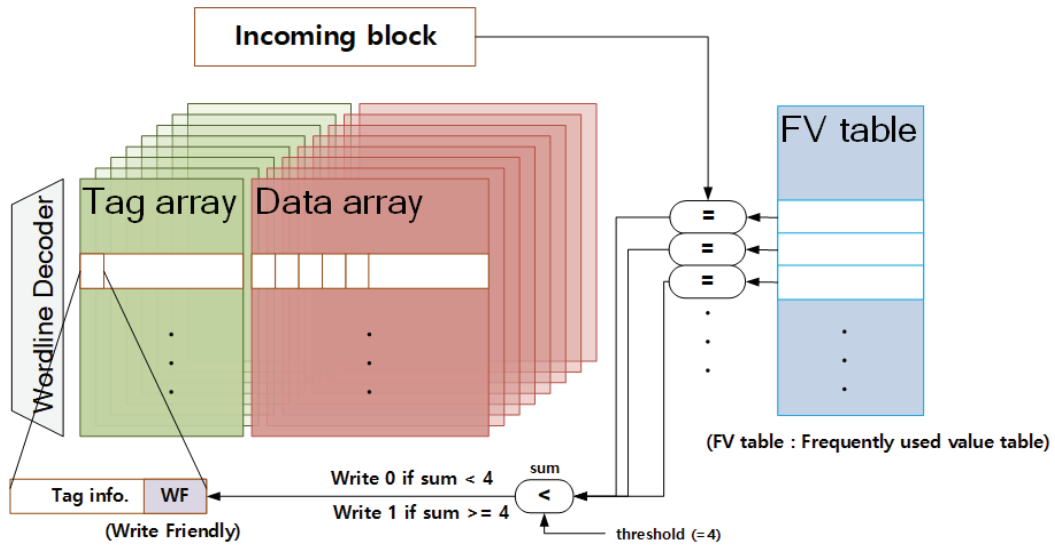 Incoming block
FV table
Tag array
Data array
Wordline Decoder
=
=
=
(FV table : Frequently used value table)
Write 0 if sum < 4
sum
<
Tag info.
WF
Write 1 if sum >= 4
(Write Friendly)
threshold (=4)